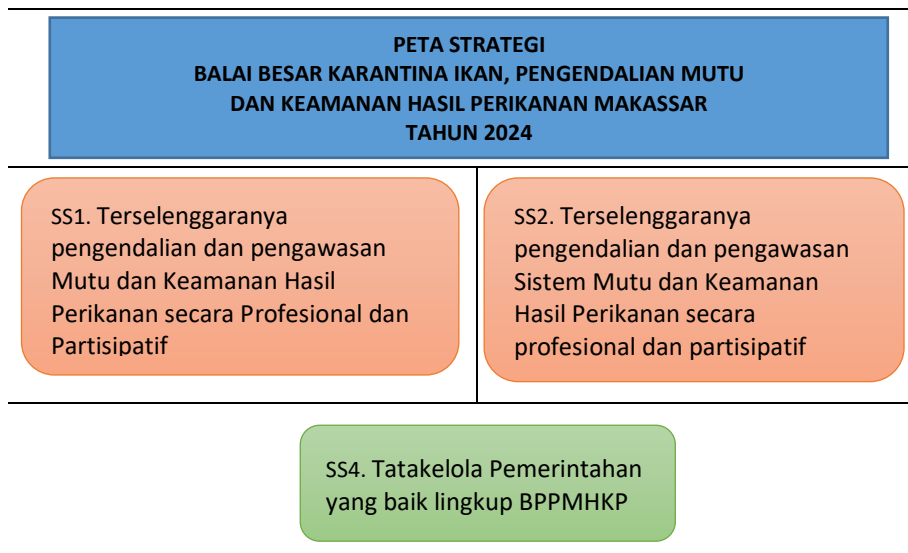 PETA STRATEGI
BALAI BESAR KARANTINA IKAN, PENGENDALIAN MUTU
DAN KEAMANAN HASIL PERIKANAN MAKASSAR
TAHUN 2024
SS1. Terselenggaranya
pengendalian dan pengawasan
Mutu dan Keamanan Hasil
Perikanan secara Profesional dan
Partisipatif
SS2. Terselenggaranya
pengendalian dan pengawasan
Sistem Mutu dan Keamanan
Hasil Perikanan secara
profesional dan partisipatif
SS4. Tatakelola Pemerintahan
yang baik lingkup BPPMHKP